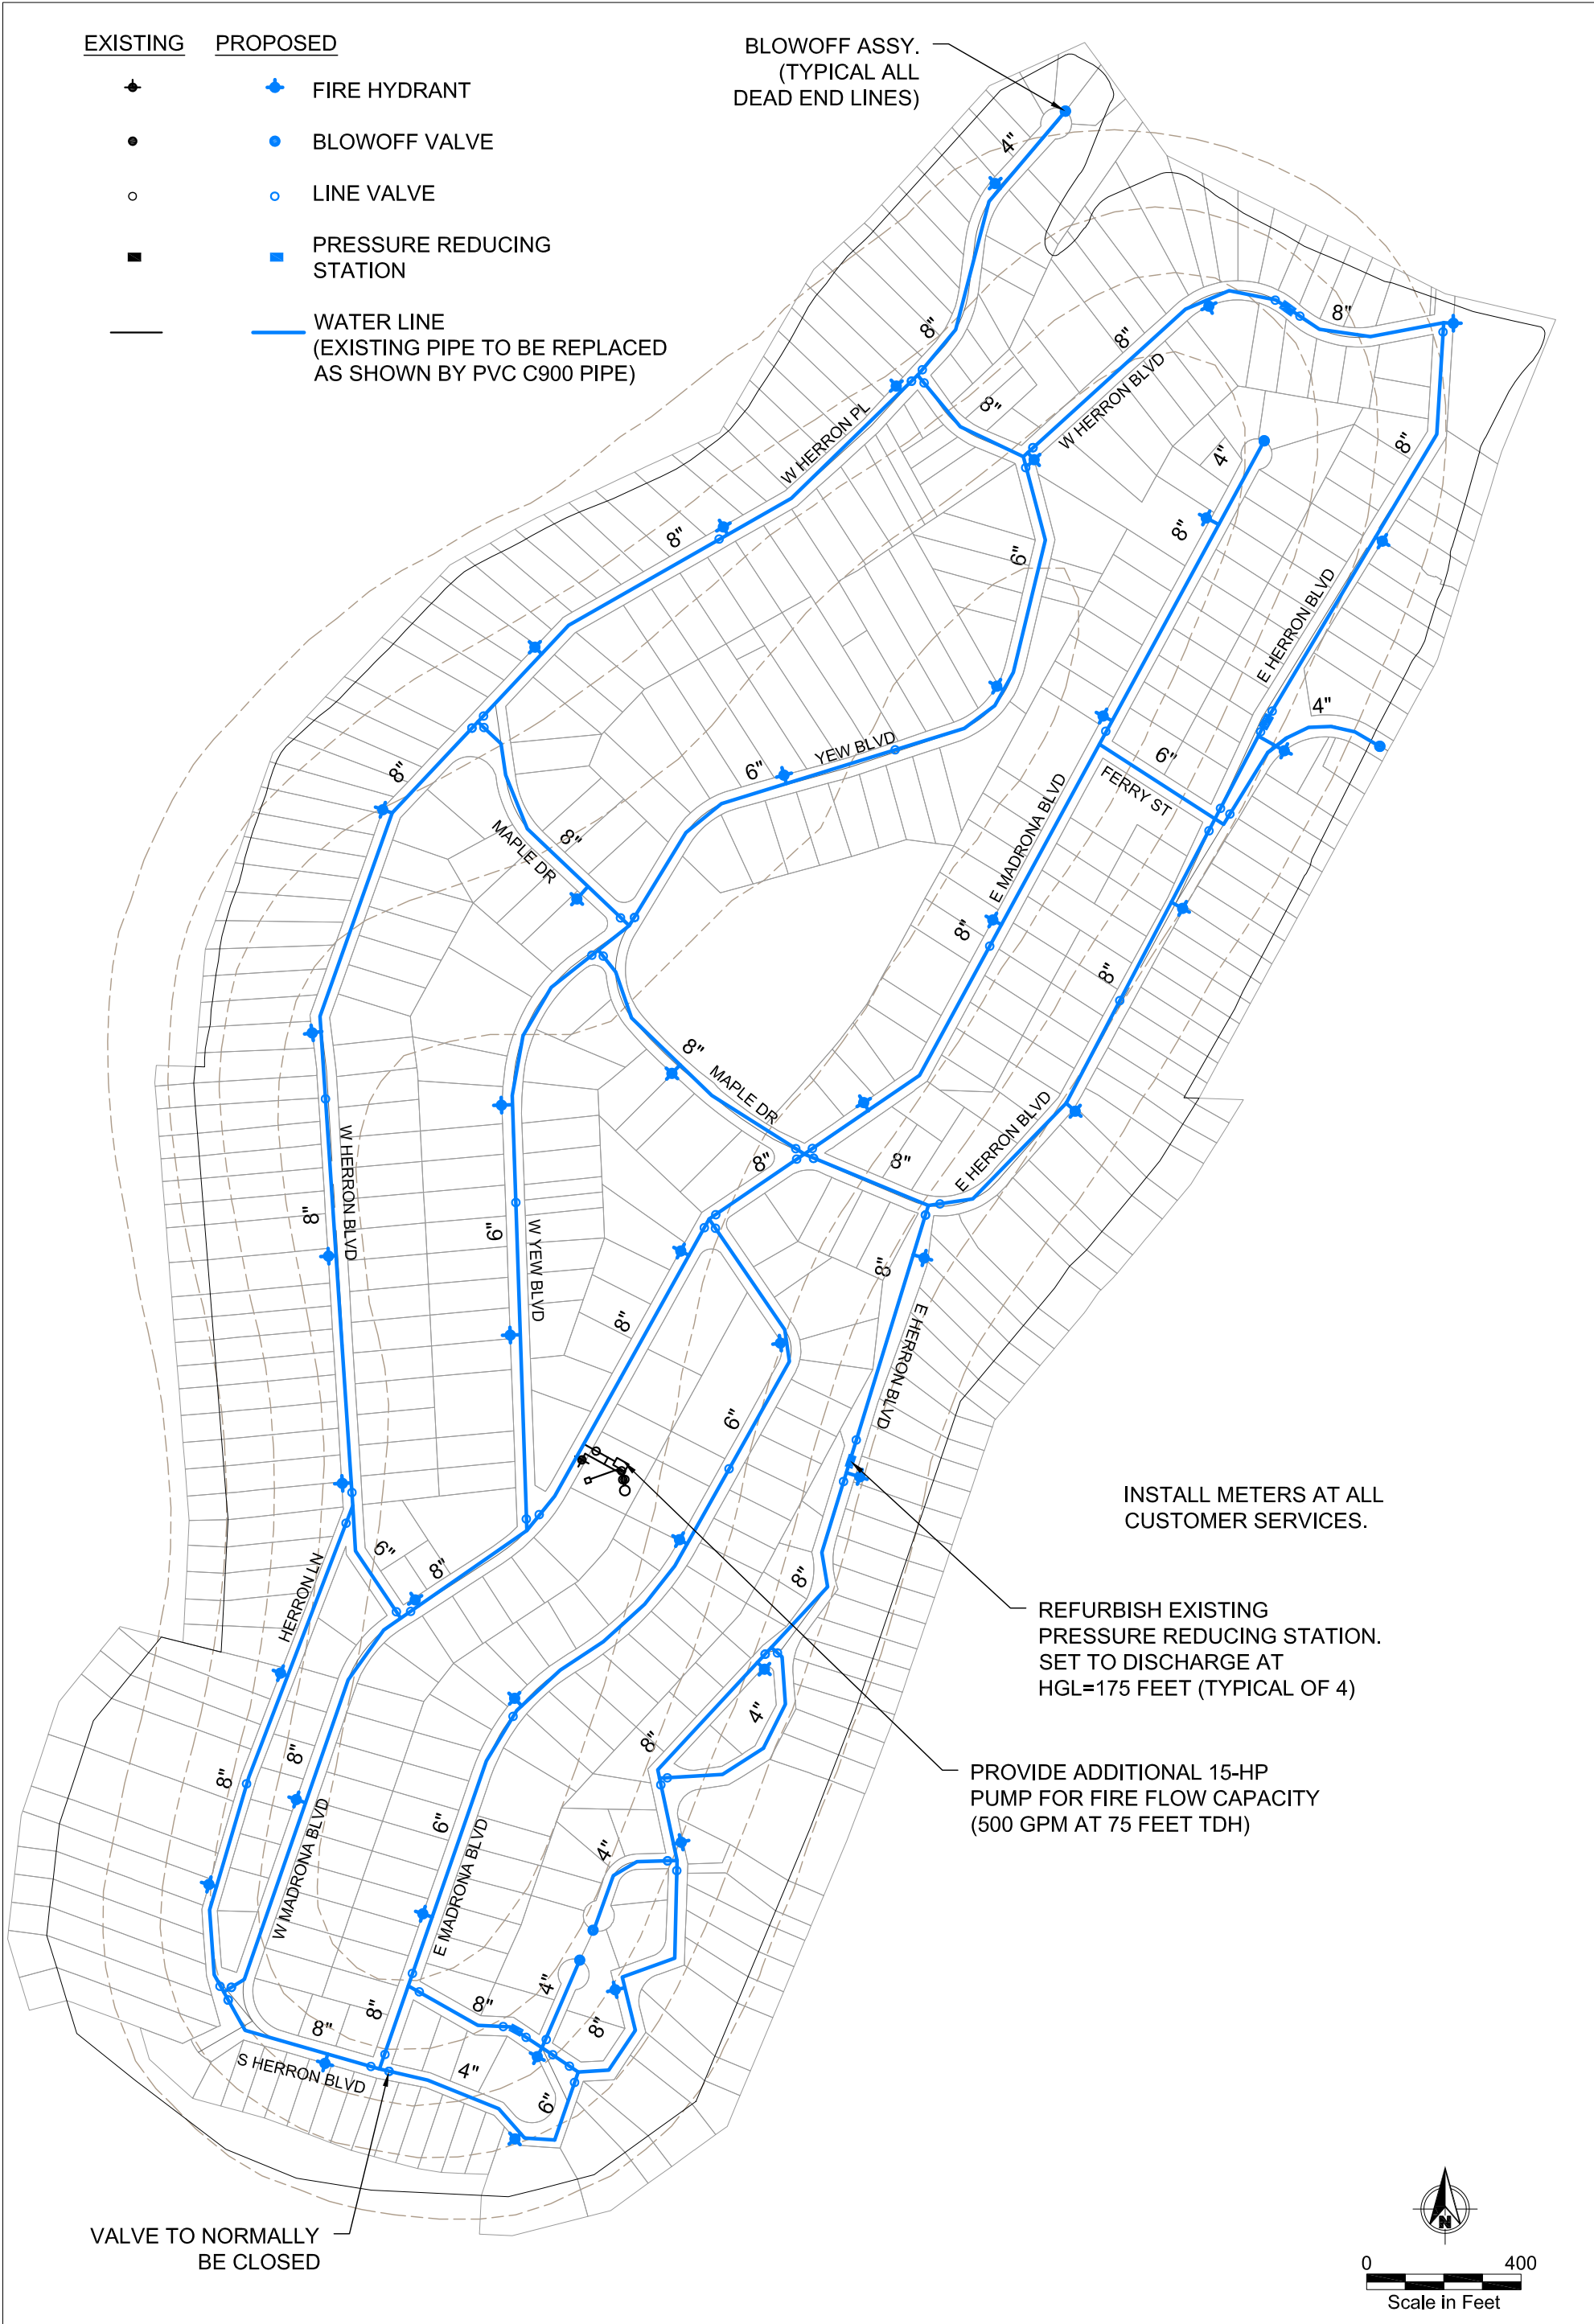 EXISTING PROPOSED
FIRE HYDRANT
BLOWOFF VALVE
LINE VALVE
PRESSURE REDUCING
STATION
WATER LINE
(EXISTING PIPE TO BE REPLACED
AS SHOWN BY PVC C900 PIPE)
BLOWOFF ASSY.
(TYPICAL ALL
DEAD END LINES)
4"
8"
8"
8"
W HERRON BLVD
8"
W HERRON PL
8"
4"
8"
8"
6"
E HERRON BLVD
4"
6"
FERRY ST
YEW BLVD
6"
8"
MAPLE DR
8"
E MADRONA BLVD
8"
8"
8"
MAPLE DR
E HERRON BLVD
8"
8"
W HERRON BLVD
8"
W YEW BLVD
6"
8"
8"
E HERRON BLVD
6"
INSTALL METERS AT ALL
CUSTOMER SERVICES.
6"
8"
8"
HERRON LN
REFURBISH EXISTING
PRESSURE REDUCING STATION.
SET TO DISCHARGE AT
HGL=175 FEET (TYPICAL OF 4)
4"
8"
8"
8"
PROVIDE ADDITIONAL 15-HP
PUMP FOR FIRE FLOW CAPACITY
(500 GPM AT 75 FEET TDH)
W MADRONA BLVD
6"
E MADRONA BLVD
4"
4"
8"
8"
8"
8"
S HERRON BLVD
4"
6"
VALVE TO NORMALLY
BE CLOSED
N
0 400
Scale in Feet